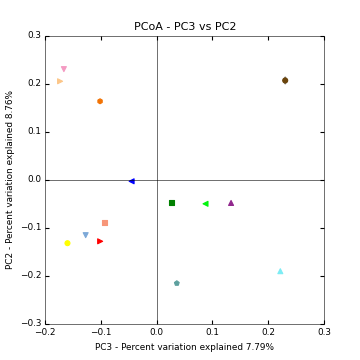 PCoA - PC3 vs PC2
0.3
0.2
0.1
0.0
−0.1
−0.2
−0.3
PC2 - Percent variation explained 8.76%
−0.2 −0.1 0.0 0.1 0.2 0.3
PC3 - Percent variation explained 7.79%